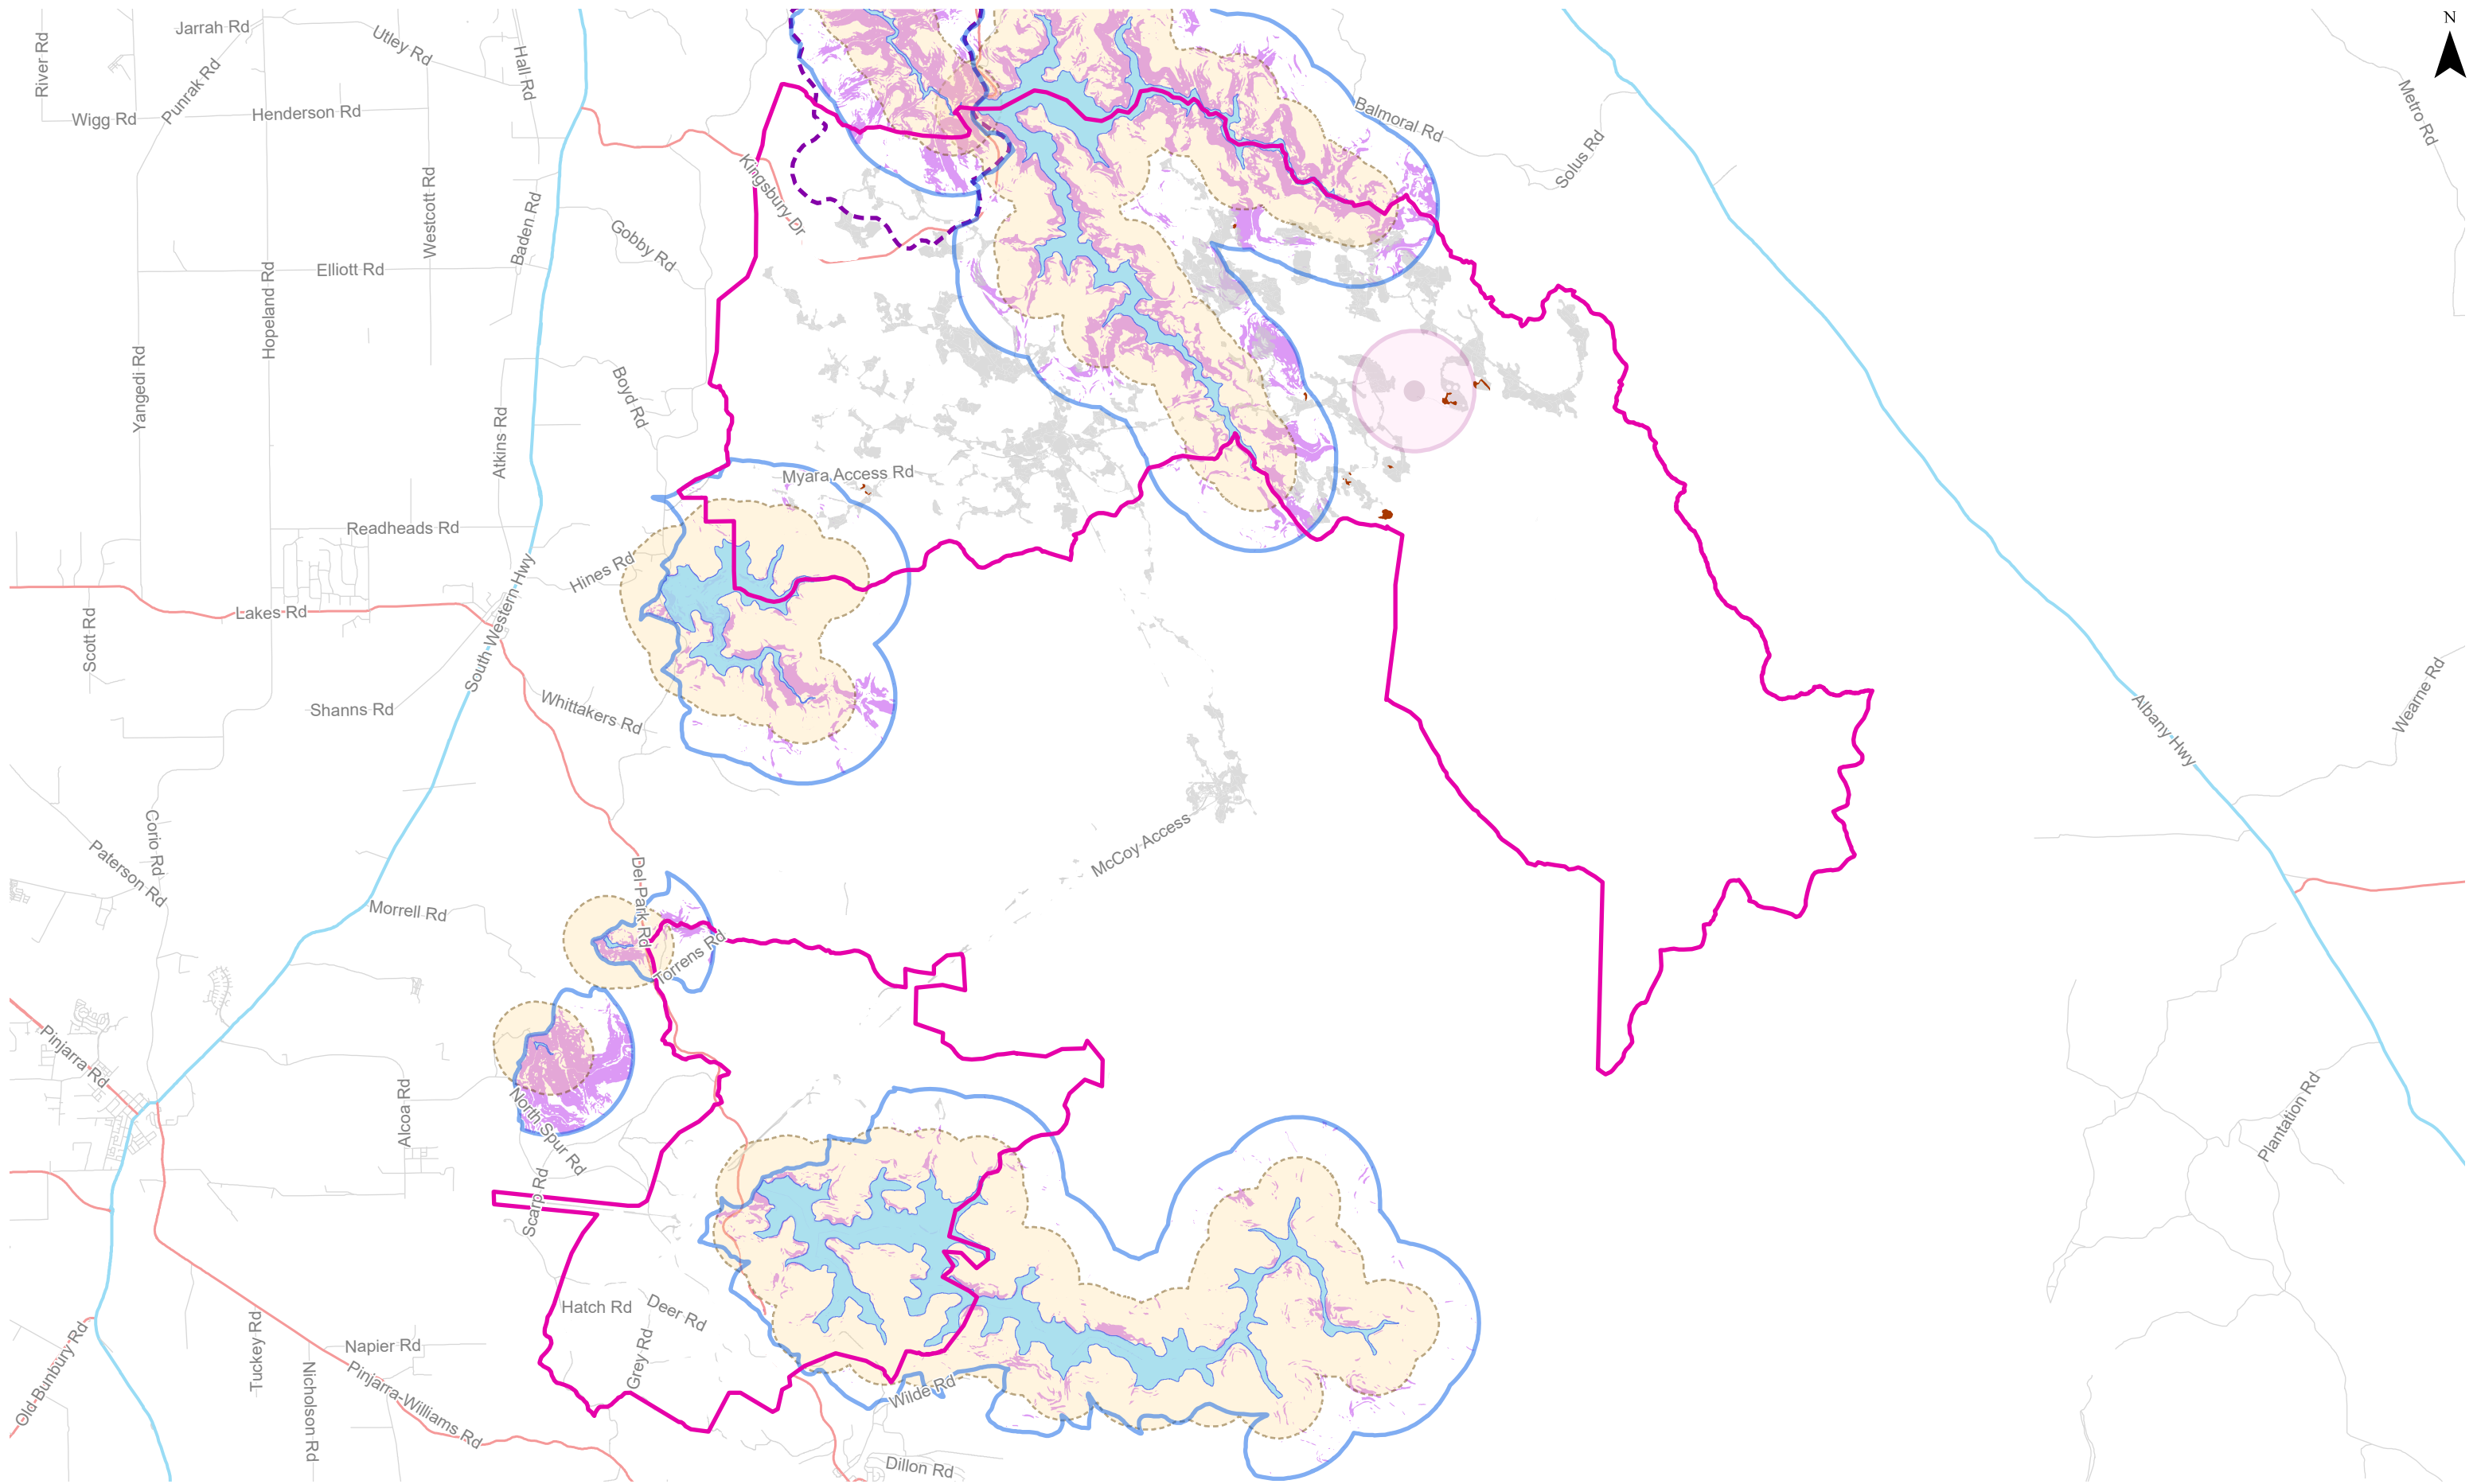 N
River Rd
Jarrah Rd
Utley Rd
Hall Rd
Punrak Rd
Wigg Rd
Henderson Rd
Balmoral Rd
Metro Rd
Solus Rd
Kingsbury Dr
Westcott Rd
Baden Rd
Gobby Rd
Elliott Rd
Hopeland Rd
Yangedi Rd
Boyd Rd
Atkins Rd
Myara Access Rd
Readheads Rd
Hines Rd
South Western Hwy
Lakes Rd
Scott Rd
Shanns Rd
Whittakers Rd
Wearne Rd
Albany Hwy
McCoy Access
Corio Rd
Paterson Rd
Del Park Rd
Morrell Rd
Torrens Rd
Pinjarra Rd
Alcoa Rd
North Spur Rd
Plantation Rd
Scarp Rd
Hatch Rd
Deer Rd
Grey Rd
Tuckey Rd
Napier Rd
Old Bunbury Rd
Nicholson Rd
Pinjarra-Williams Rd
Wilde Rd
Dillon Rd